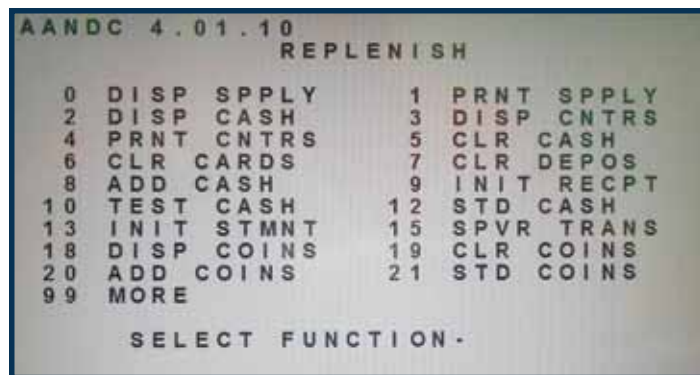 AANDC 4.01.10
REPLENISH
0 DISP SPPLY 1 PRNT SPPLY
2 DISP CASH 3 DISP CNTRS
4 PRNT CNTRS 5 CLR CASH
6 CLR CARDS 7 CLR DEPOS
8 ADD CASH 9 INIT RECPT
10 TEST CASH 12 STD CASH
13 INIT STMNT 15 SPVR TRANS
18 DISP COINS 19 CLR COINS
20 ADD COINS 21 STD COINS
99 MORE
SELECT FUNCTION-